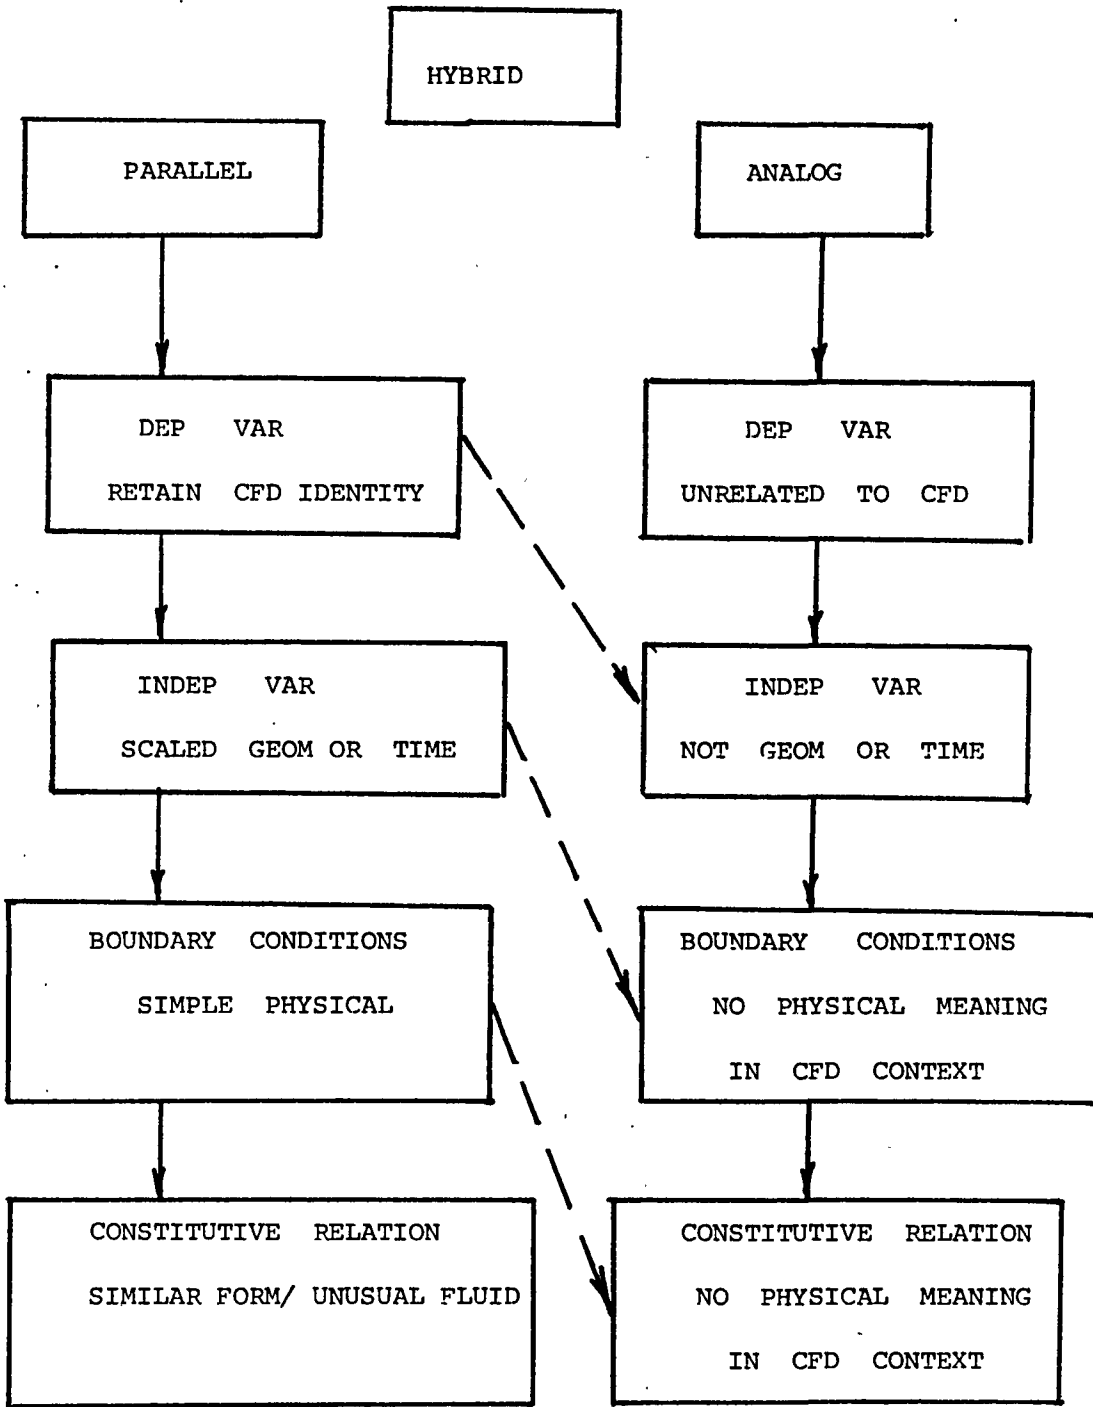 HYBRID
PARALLEL
ANALOG
DEP VAR
RETAIN CFD IDENTITY
DEP VAR
UNRELATED TO CFD
INDEP VAR
SCALED GEOM OR TIME
INDEP VAR
NOT GEOM OR TIME
BOUNDARY CONDITIONS
SIMPLE PHYSICAL
BOUNDARY CONDITIONS
NO PHYSICAL MEANING
IN CFD CONTEXT
CONSTITUTIVE RELATION
SIMILAR FORM/ UNUSUAL FLUID
CONSTITUTIVE RELATION
NO PHYSICAL MEANING
IN CFD CONTEXT